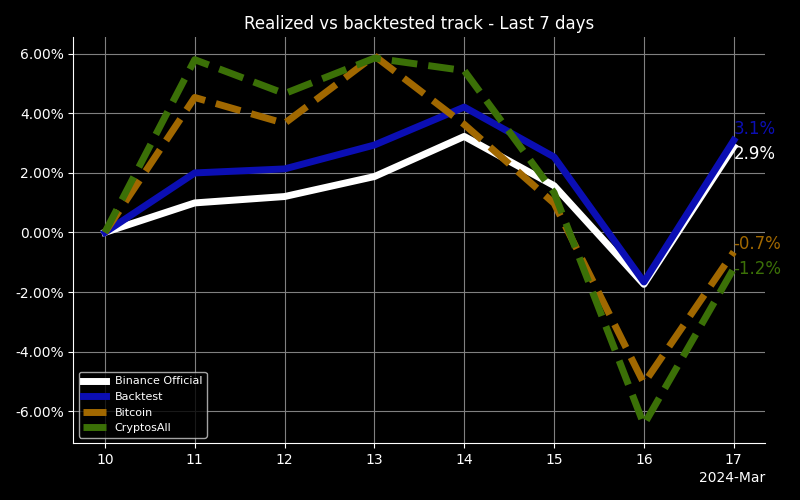 Realized vs backtested track - Last 7 days
6.00%
4.00%
2.00%
0.00%
-2.00%
-4.00%
-6.00%
3.1%
2.9%
-0.7%
-1.2%
Binance Official
Backtest
Bitcoin
CryptosAll
10 11 12 13 14 15 16 17
2024-Mar